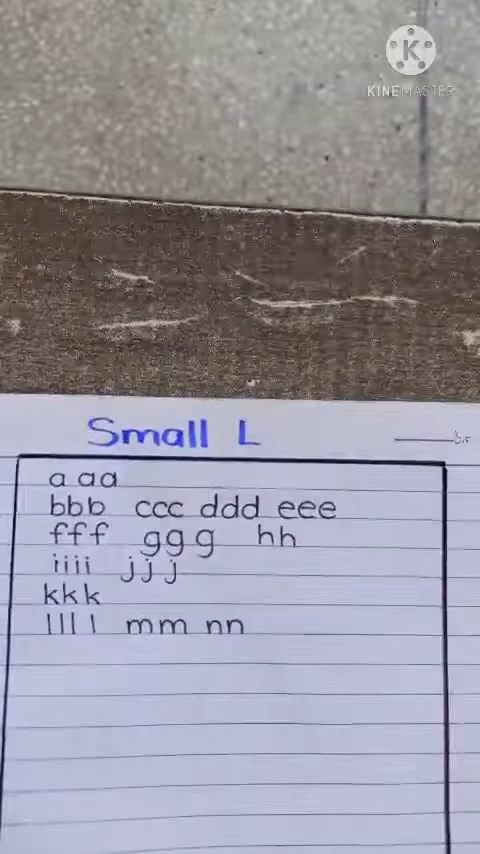 K
KINEMASTER
Small L
a aa
bbb ccc ddd eee
fff ggg hh
iiii jjj
kkk
llll mm nn